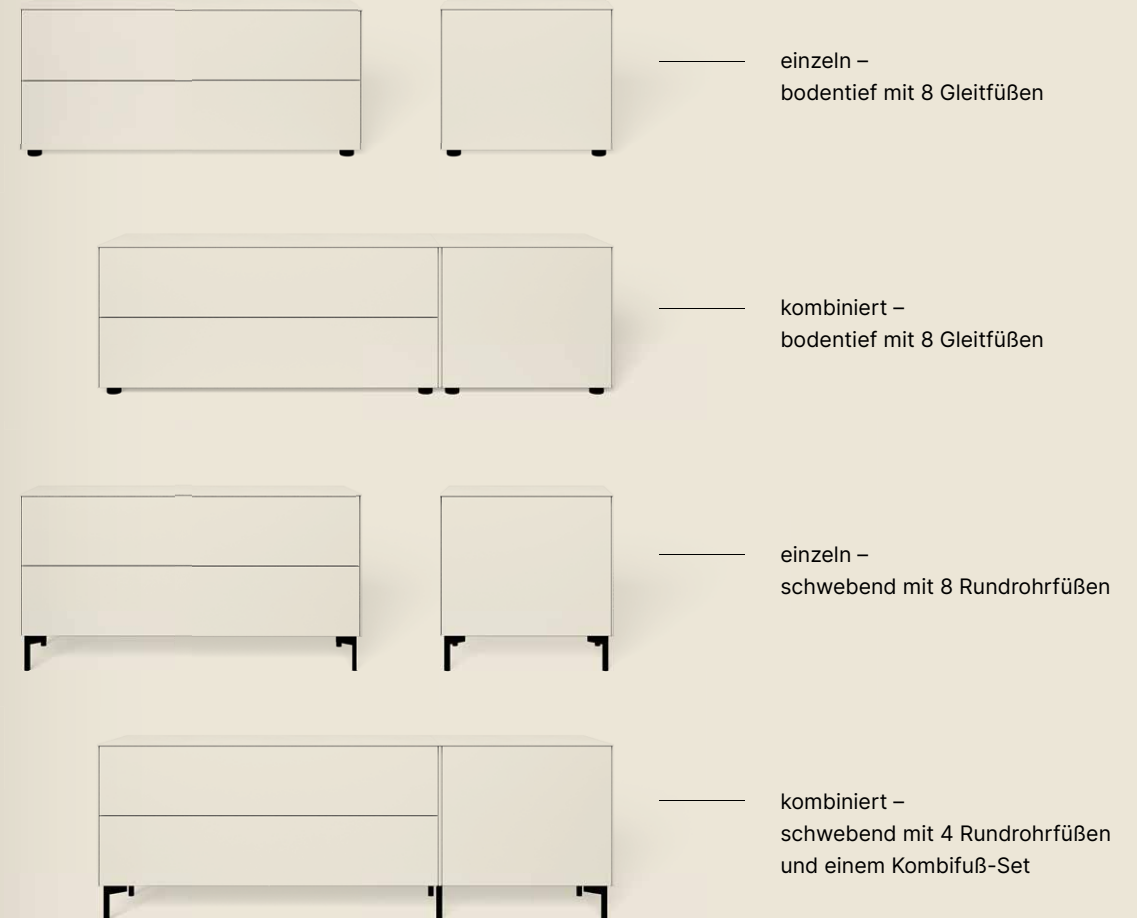 einzeln –
bodentief mit 8 Gleitfüßen
kombiniert –
bodentief mit 8 Gleitfüßen
einzeln –
schwebend mit 8 Rundrohrfüßen
kombiniert –
schwebend mit 4 Rundrohrfüßen
und einem Kombifuß-Set